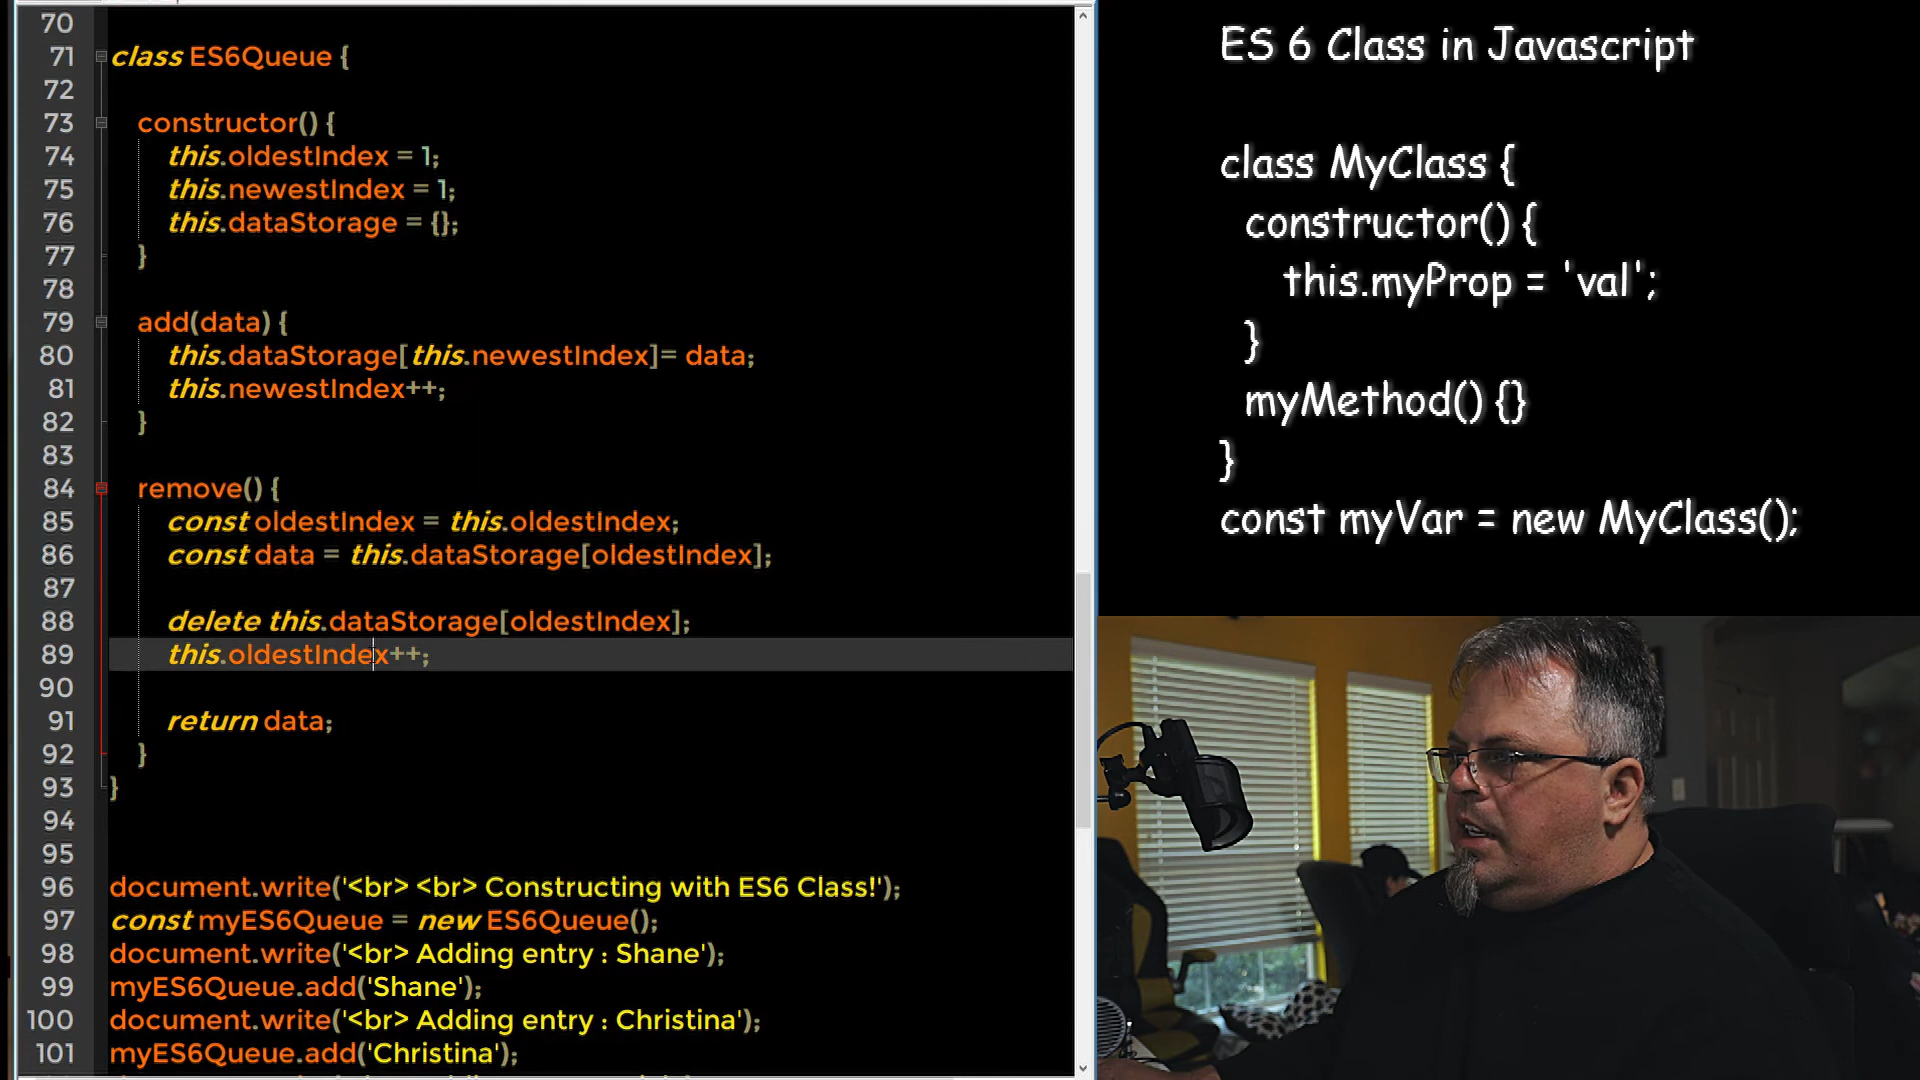 70
71 class ES6Queue {
72
73 constructor() {
74 this.oldestIndex = 1;
75 this.newestIndex = 1;
76 this.dataStorage = {};
77 }
78
79 add(data) {
80 this.dataStorage[this.newestIndex]= data;
81 this.newestIndex++;
82 }
83
84 remove() {
85 const oldestIndex = this.oldestIndex;
86 const data = this.dataStorage[oldestIndex];
87
88 delete this.dataStorage[oldestIndex];
89 this.oldestIndex++;
90
91 return data;
92 }
93 }
94
95
96 document.write('<br> <br> Constructing with ES6 Class!');
97 const myES6Queue = new ES6Queue();
98 document.write('<br> Adding entry : Shane');
99 myES6Queue.add('Shane');
100 document.write('<br> Adding entry : Christina');
101 myES6Queue.add('Christina');
ES 6 Class in Javascript
class MyClass {
constructor() {
this.myProp = 'val';
}
myMethod() {}
}
const myVar = new MyClass();